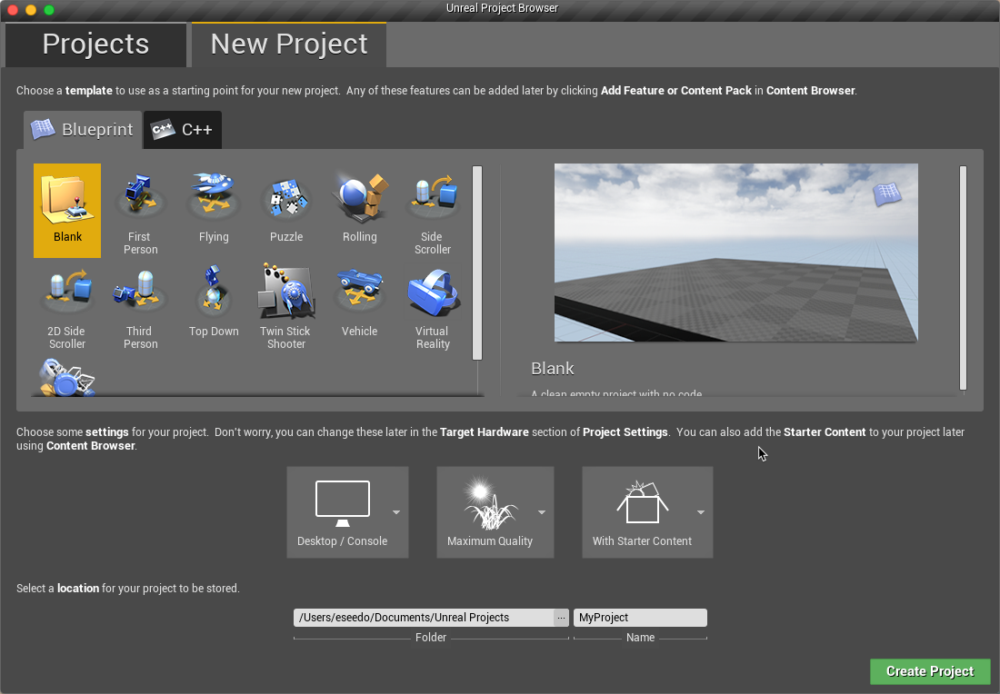 Unreal Project Browser
Projects
New Project
Choose a template to use as a starting point for your new project.  Any of these features can be added later by clicking Add Feature or Content Pack in Content Browser.
Blueprint
C++
C++
Blank
First
Person
Flying
Puzzle
Rolling
Side
Scroller
2D Side
Scroller
Third
Person
Top Down
Twin Stick
Shooter
Vehicle
Virtual
Reality
Blank
A clean empty project with no code.
Choose some settings for your project.  Don't worry, you can change these later in the Target Hardware section of Project Settings.  You can also add the Starter Content to your project later
using Content Browser.
Desktop / Console
Maximum Quality
With Starter Content
Select a location for your project to be stored.
/Users/eseedo/Documents/Unreal Projects
...
MyProject
Folder
Name
Create Project